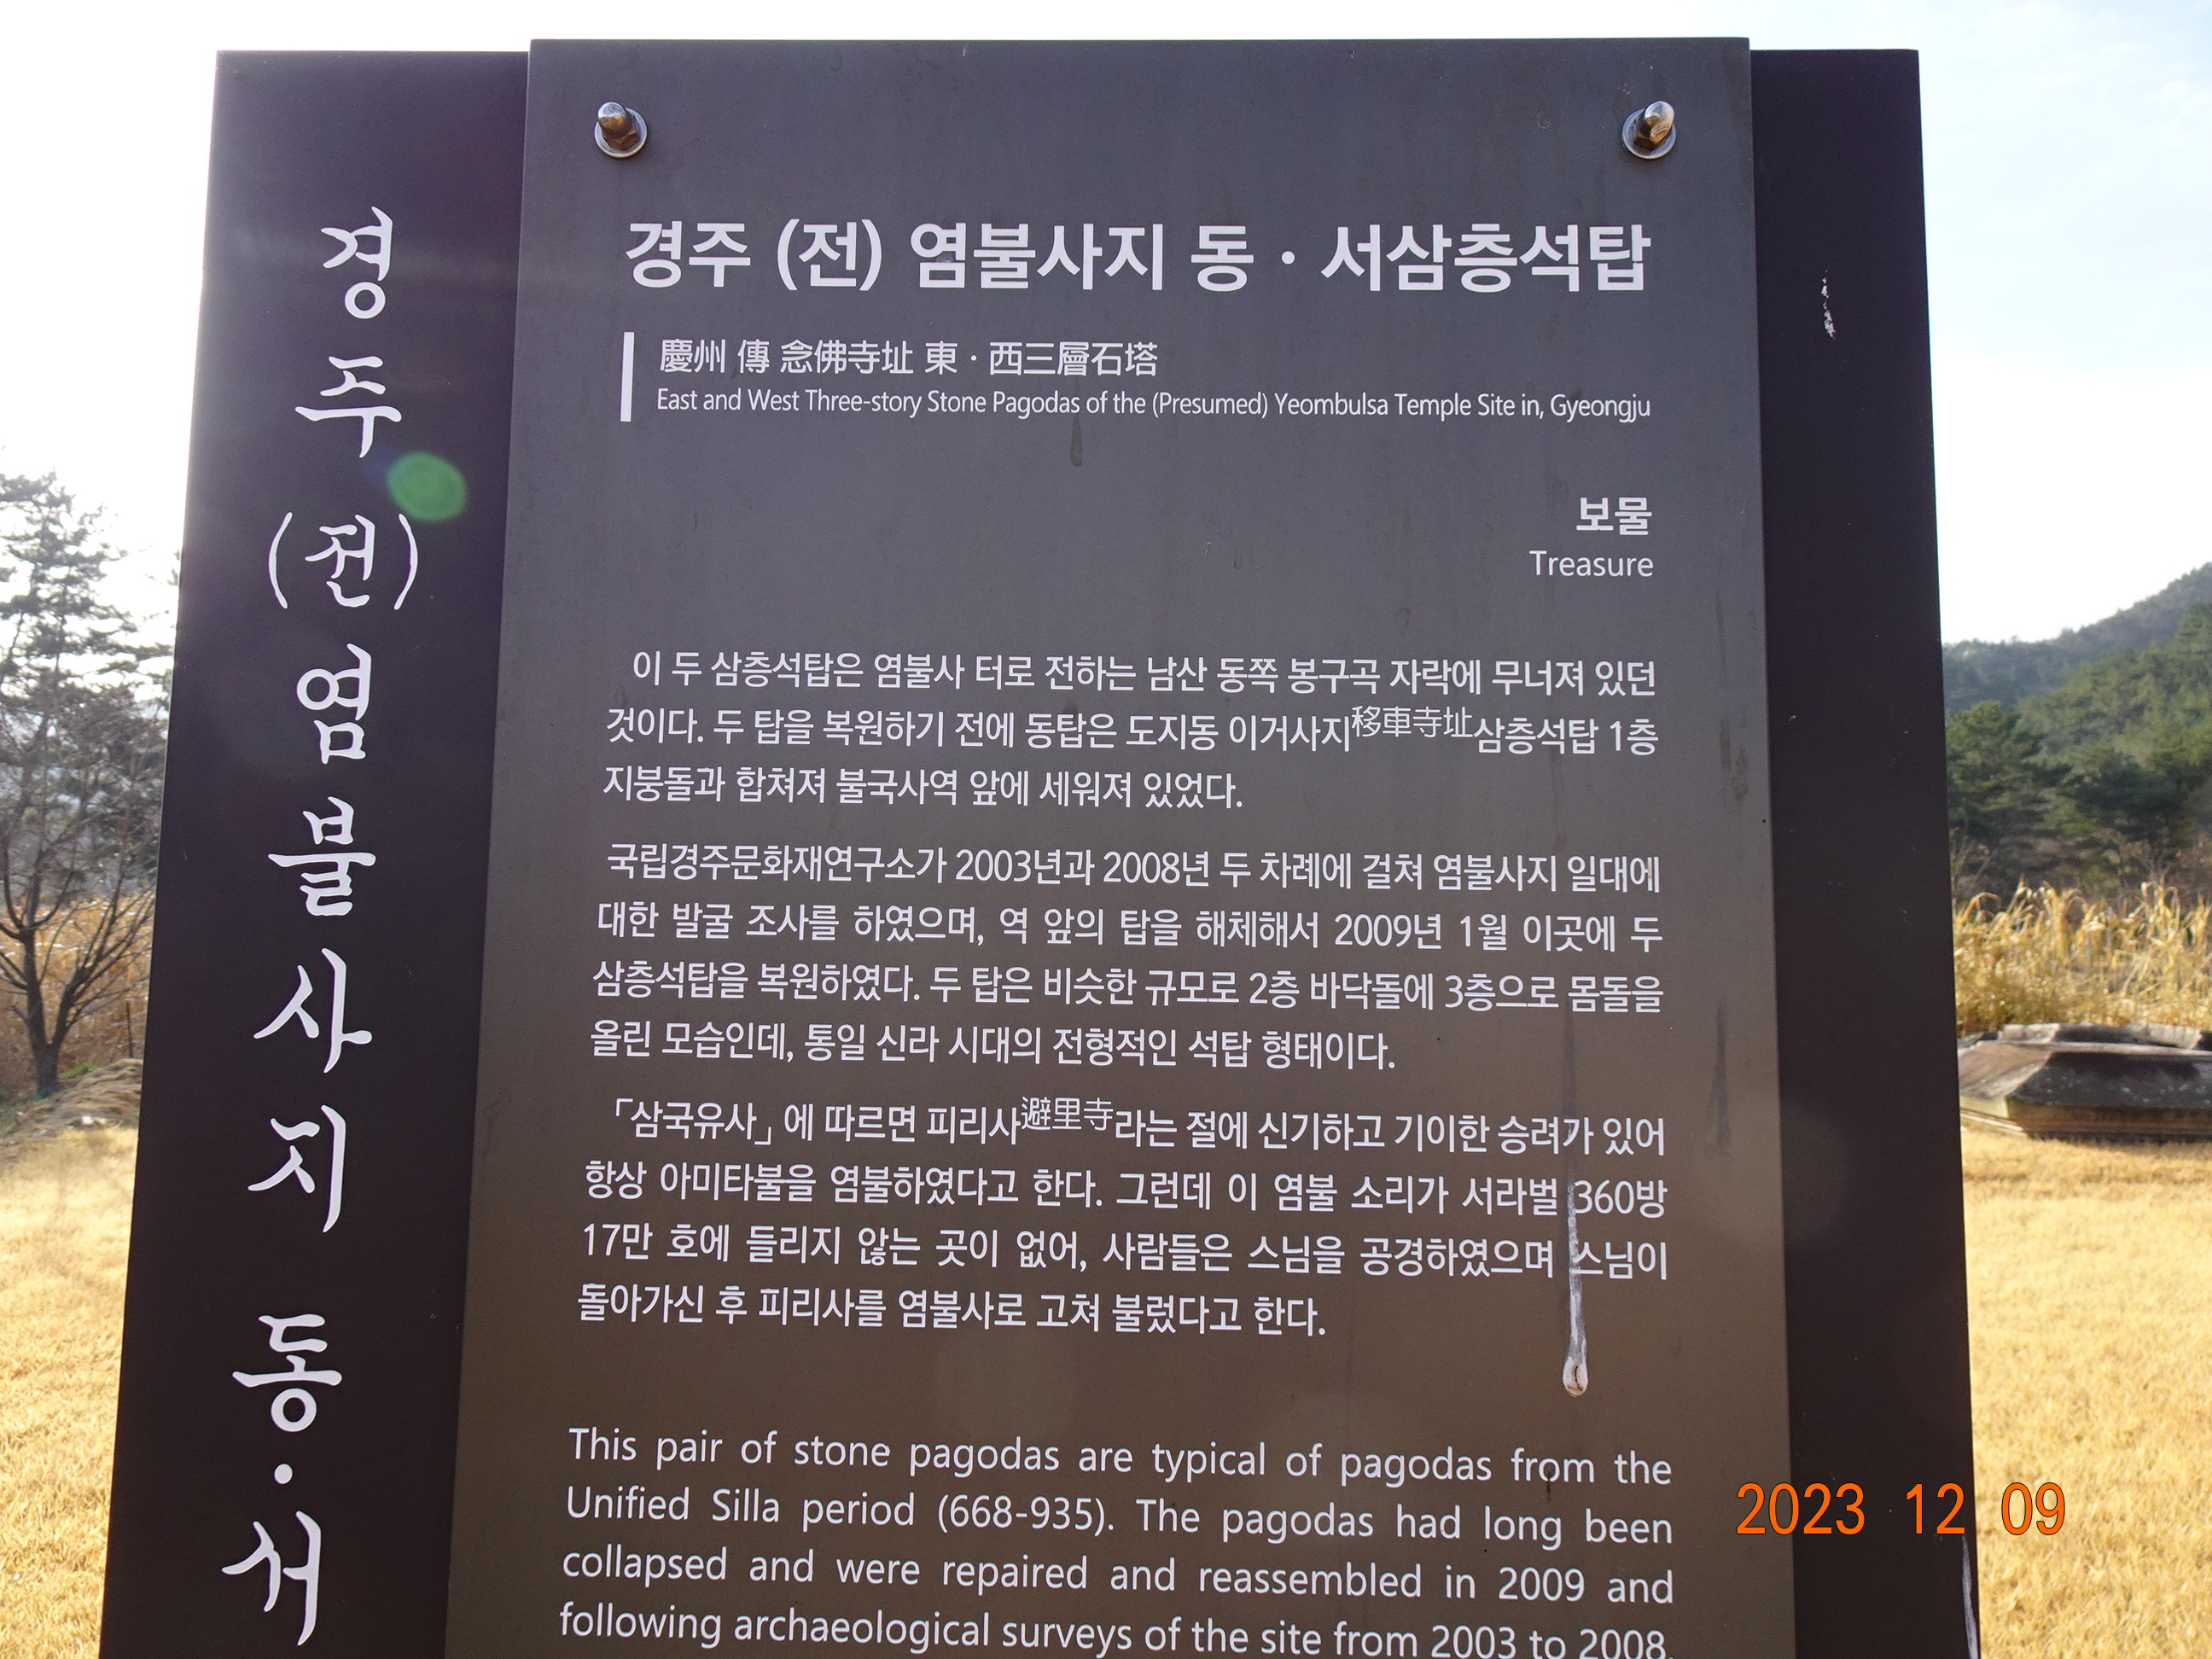 경주 (전) 염불사지 동·서
경주 (전) 염불사지 동·서삼층석탑
慶州 傳 念佛寺址 東·西三層石塔
East and West Three-story Stone Pagodas of the (Presumed) Yeombulsa Temple Site in, Gyeongju
보물
Treasure
이 두 삼층석탑은 염불사 터로 전하는 남산 동쪽 봉구곡 자락에 무너져 있던
것이다. 두 탑을 복원하기 전에 동탑은 도지동 이거사지移車寺址삼층석탑 1층
지붕돌과 합쳐져 불국사역 앞에 세워져 있었다.
국립경주문화재연구소가 2003년과 2008년 두 차례에 걸쳐 염불사지 일대에
대한 발굴 조사를 하였으며, 역 앞의 탑을 해체해서 2009년 1월 이곳에 두
삼층석탑을 복원하였다. 두 탑은 비슷한 규모로 2층 바닥돌에 3층으로 몸돌을
올린 모습인데, 통일 신라 시대의 전형적인 석탑 형태이다.
「삼국유사」에 따르면 피리사避里寺라는 절에 신기하고 기이한 승려가 있어
항상 아미타불을 염불하였다고 한다. 그런데 이 염불 소리가 서라벌 360방
17만 호에 들리지 않는 곳이 없어, 사람들은 스님을 공경하였으며 스님이
돌아가신 후 피리사를 염불사로 고쳐 불렀다고 한다.
This pair of stone pagodas are typical of pagodas from the
Unified Silla period (668-935). The pagodas had long been
collapsed and were repaired and reassembled in 2009 and
following archaeological surveys of the site from 2003 to 2008.
2023 12 09